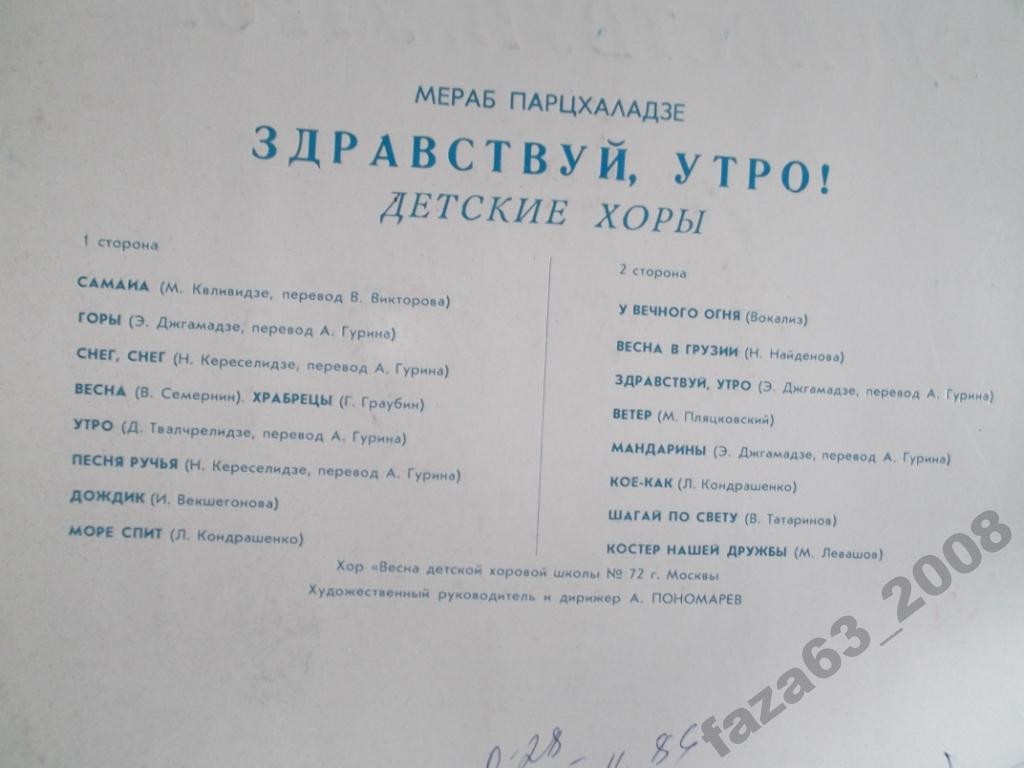 МЕРАБ ПАРЦХАЛАДЗЕ
ЗДРАВСТВУЙ, УТРО!
ДЕТСКИЕ ХОРЫ
1 сторона
САМАИА (М. Квливидзе, перевод В. Викторова)
ГОРЫ (Э. Джгамадзе, перевод А. Гурина)
СНЕГ, СНЕГ (Н. Кереселидзе, перевод А. Гурина)
ВЕСНА (В. Семернин). ХРАБРЕЦЫ (Г. Граубин)
УТРО (Д. Твалчрелидзе, перевод А. Гурина)
ПЕСНЯ РУЧЬЯ (Н. Кереселидзе, перевод А. Гурина)
ДОЖДИК (И. Векшегонова)
МОРЕ СПИТ (Л. Кондрашенко)
2 сторона
У ВЕЧНОГО ОГНЯ (Вокализ)
ВЕСНА В ГРУЗИИ (Н. Найденова)
ЗДРАВСТВУЙ, УТРО (Э. Джгамадзе, перевод А. Гурина)
ВЕТЕР (М. Пляцковский)
МАНДАРИНЫ (Э. Джгамадзе, перевод А. Гурина)
КОЕ-КАК (Л. Кондрашенко)
ШАГАЙ ПО СВЕТУ (В. Татаринов)
КОСТЕР НАШЕЙ ДРУЖБЫ (М. Левашов)
Хор «Весна детской хоровой школы № 72 г. Москвы
Художественный руководитель и дирижер А. ПОНОМАРЕВ
faza63_2008